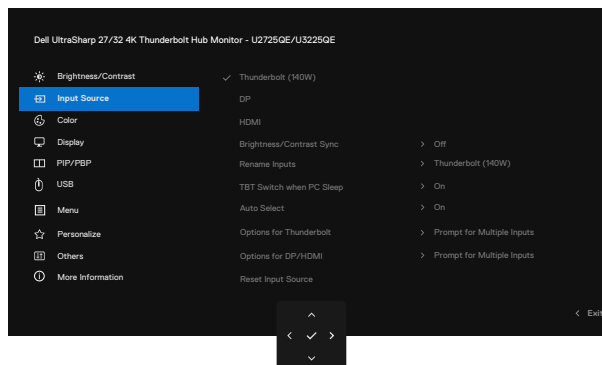 Dell UltraSharp 27/32 4K Thunderbolt Hub Monitor - U2725QE/U3225QE
Brightness/Contrast
Input Source
Color
Display
PIP/PBP
USB
Menu
Personalize
Others
More Information
Thunderbolt (140W)
DP
HDMI
Brightness/Contrast Sync Off
Rename Inputs Thunderbolt (140W)
TBT Switch when PC Sleep On
Auto Select On
Options for Thunderbolt Prompt for Multiple Inputs
Options for DP/HDMI Prompt for Multiple Inputs
Reset Input Source
Exit